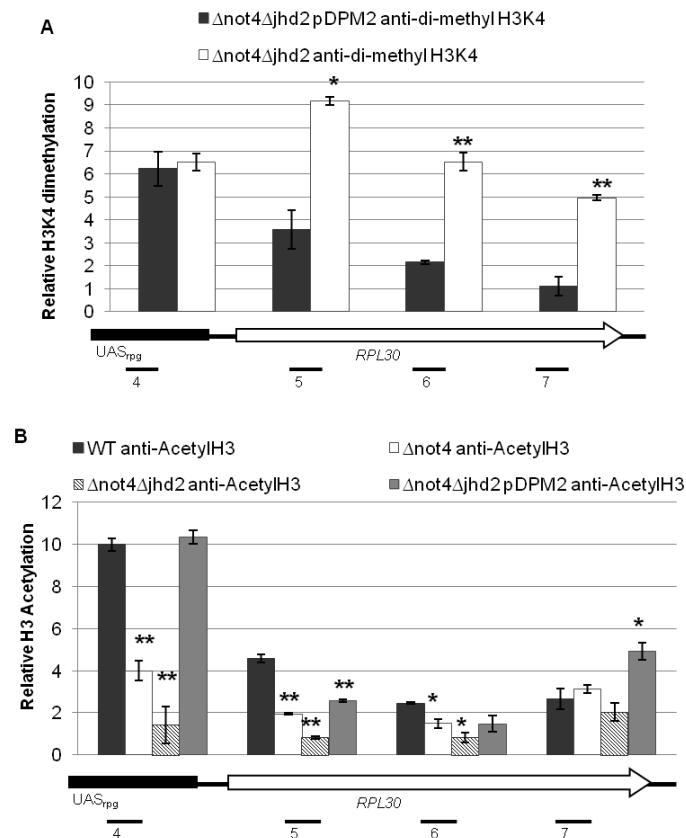 A
Δnot4Δjhd2 pDPM2 anti-di-methyl H3K4
Δnot4Δjhd2 anti-di-methyl H3K4
Relative H3K4 dimethylation
10
9
8
7
6
5
4
3
2
1
0
*
**
**
UASrpg
RPL30
4
5
6
7
B
WT anti-AcetylH3
Δnot4 anti-AcetylH3
Δnot4Δjhd2 anti-AcetylH3
Δnot4Δjhd2 pDPM2 anti-AcetylH3
Relative H3 Acetylation
12
10
8
6
4
2
0
**
**
**
**
**
*
*
*
UASrpg
RPL30
4
5
6
7